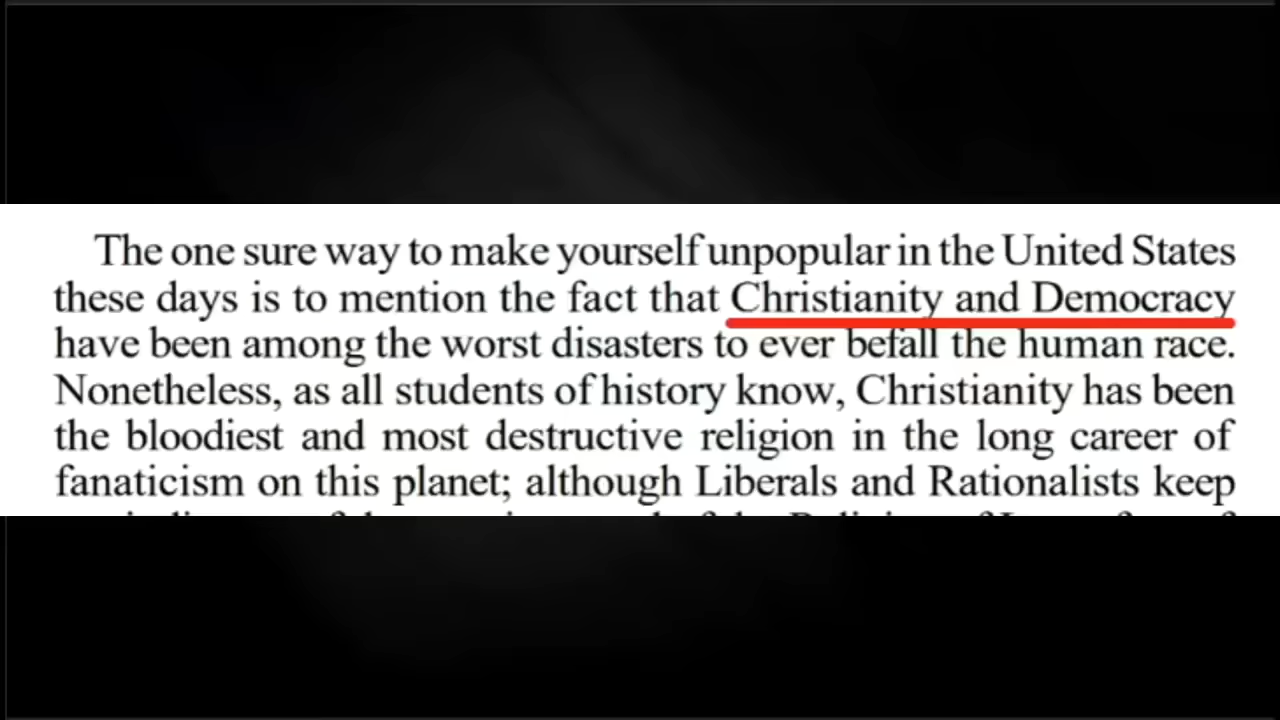 The one sure way to make yourself unpopular in the United States
these days is to mention the fact that Christianity and Democracy
have been among the worst disasters to ever befall the human race.
Nonetheless, as all students of history know, Christianity has been
the bloodiest and most destructive religion in the long career of
fanaticism on this planet; although Liberals and Rationalists keep